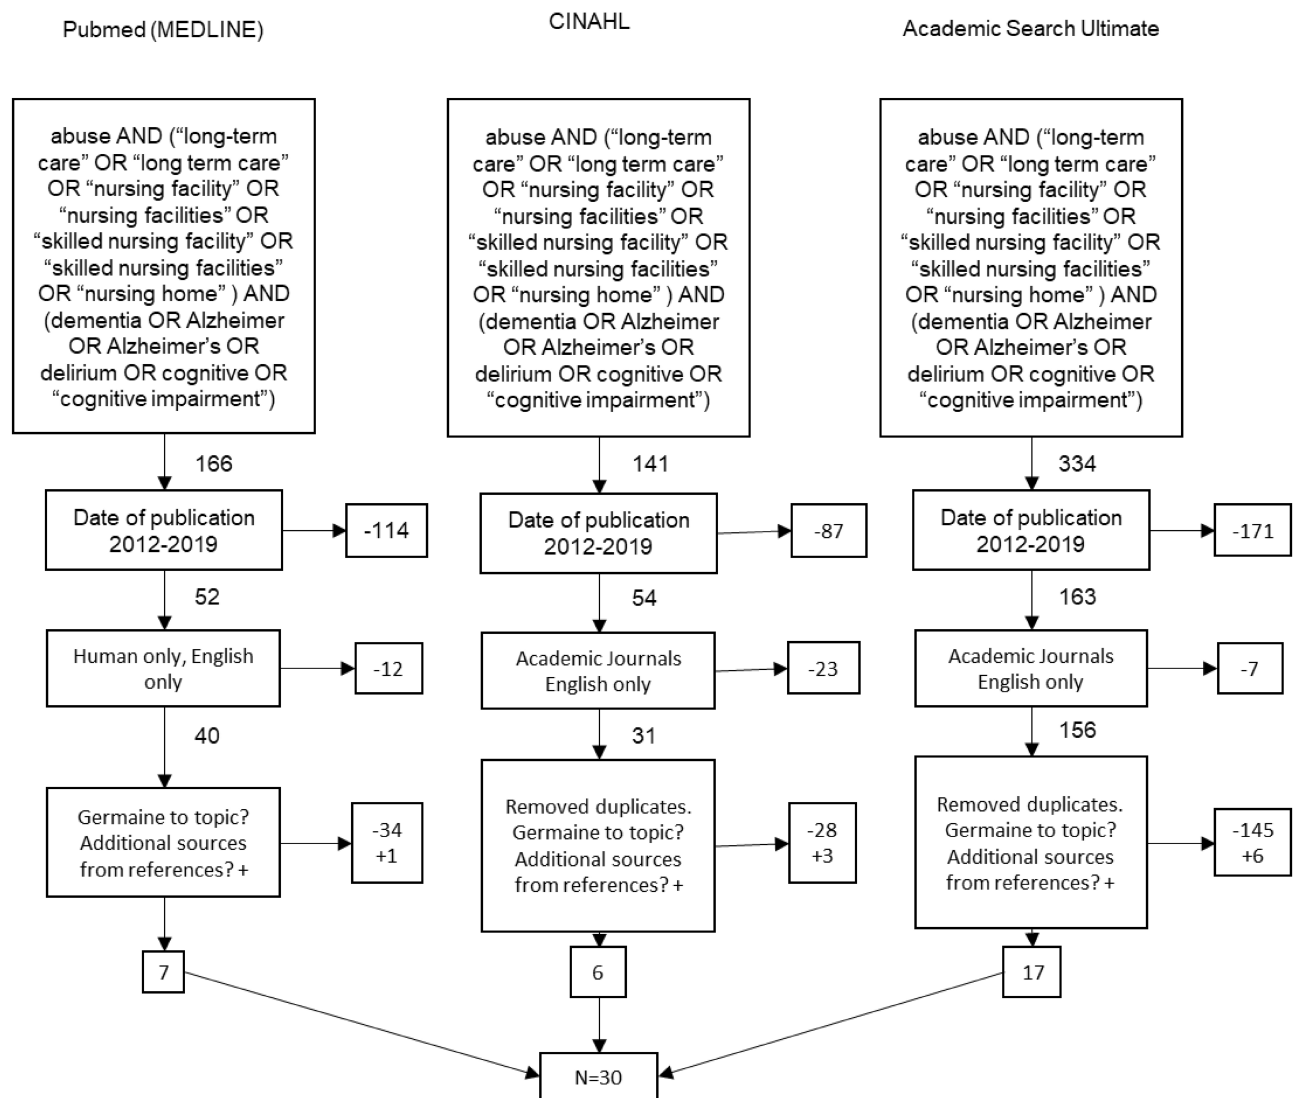 Pubmed (MEDLINE)
CINAHL
Academic Search Ultimate
abuse AND (“long-term
care” OR “long term care”
OR “nursing facility” OR
“nursing facilities” OR
“skilled nursing facility” OR
“skilled nursing facilities”
OR “nursing home” ) AND
(dementia OR Alzheimer
OR Alzheimer’s OR
delirium OR cognitive OR
“cognitive impairment”)
abuse AND (“long-term
care” OR “long term care”
OR “nursing facility” OR
“nursing facilities” OR
“skilled nursing facility” OR
“skilled nursing facilities”
OR “nursing home” ) AND
(dementia OR Alzheimer
OR Alzheimer’s OR
delirium OR cognitive OR
“cognitive impairment”)
abuse AND (“long-term
care” OR “long term care”
OR “nursing facility” OR
“nursing facilities” OR
“skilled nursing facility” OR
“skilled nursing facilities”
OR “nursing home” ) AND
(dementia OR Alzheimer
OR Alzheimer’s OR
delirium OR cognitive OR
“cognitive impairment”)
166
141
334
Date of publication
2012-2019
-114
Date of publication
2012-2019
-87
Date of publication
2012-2019
-171
52
54
163
Human only, English
only
-12
Academic Journals
English only
-23
Academic Journals
English only
-7
40
31
156
Germaine to topic?
Additional sources
from references? +
-34
+1
Removed duplicates.
Germaine to topic?
Additional sources
from references? +
-28
+3
Removed duplicates.
Germaine to topic?
Additional sources
from references? +
-145
+6
7
6
17
N=30